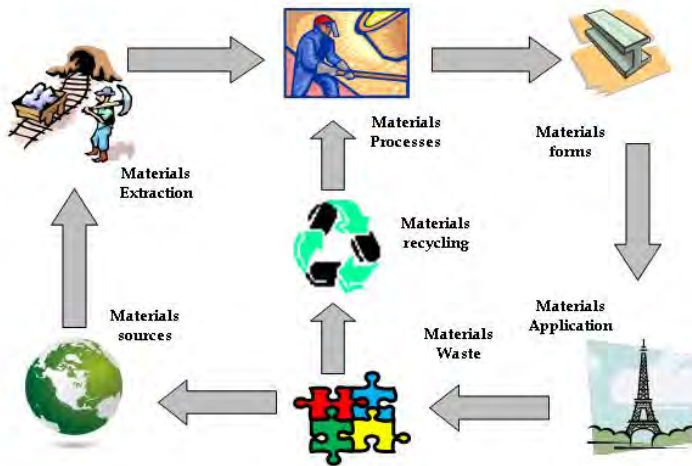 Materials
Processes
Materials
forms
Materials
Extraction
Materials
recycling
Materials
sources
Materials
Application
Materials
Waste